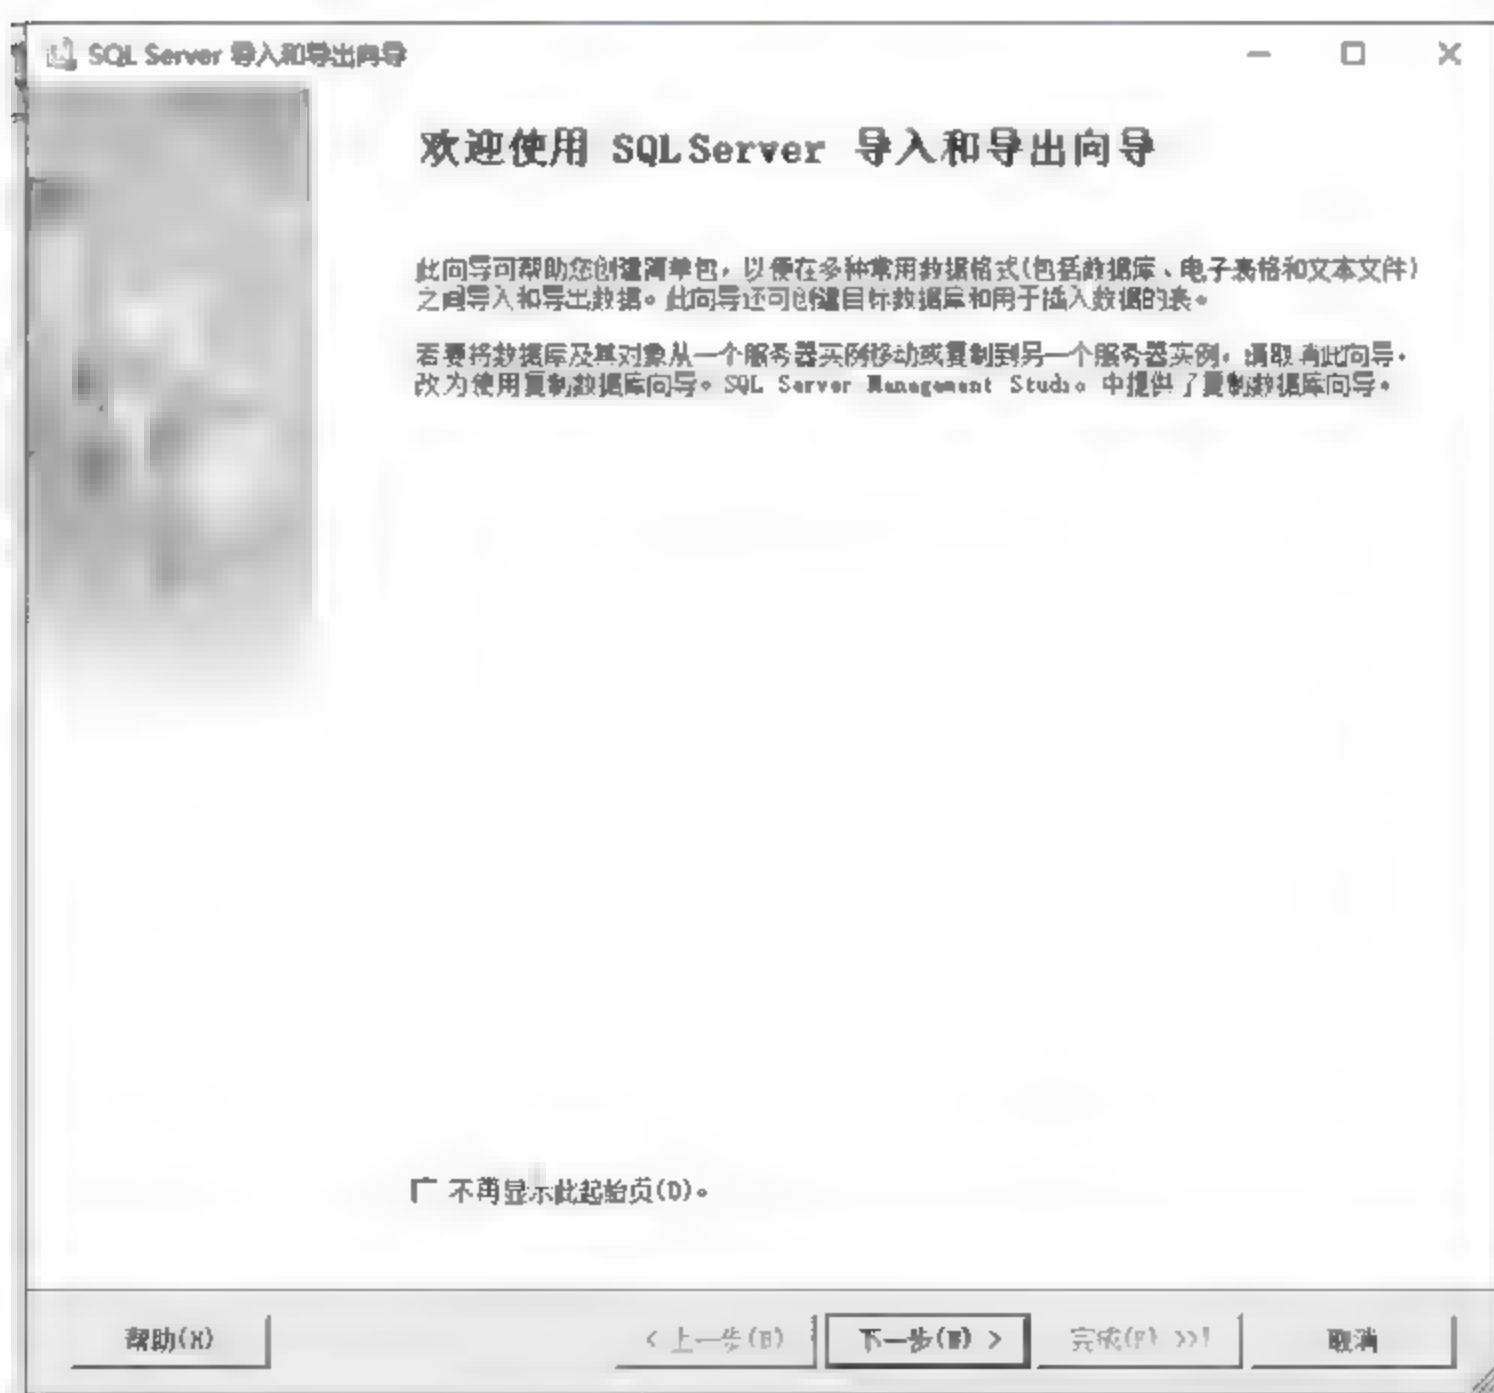 SQL Server 导入和导出向导
欢迎使用 SQL Server 导入和导出向导
此向导可帮助您创建简单包，以便在多种常用数据格式(包括数据库、电子表格和文本文件)
之间导入和导出数据。此向导还可创建目标数据库和用于插入数据的表。
若要将数据库及其对象从一个服务器实例移动或复制到另一个服务器实例，请取消此向导，
改为使用复制数据库向导。SQL Server Management Studio 中提供了复制数据库向导。
不再显示此起始页(D)。
帮助(H)
< 上一步(B)
下一步(N) >
完成(F) >>|
取消